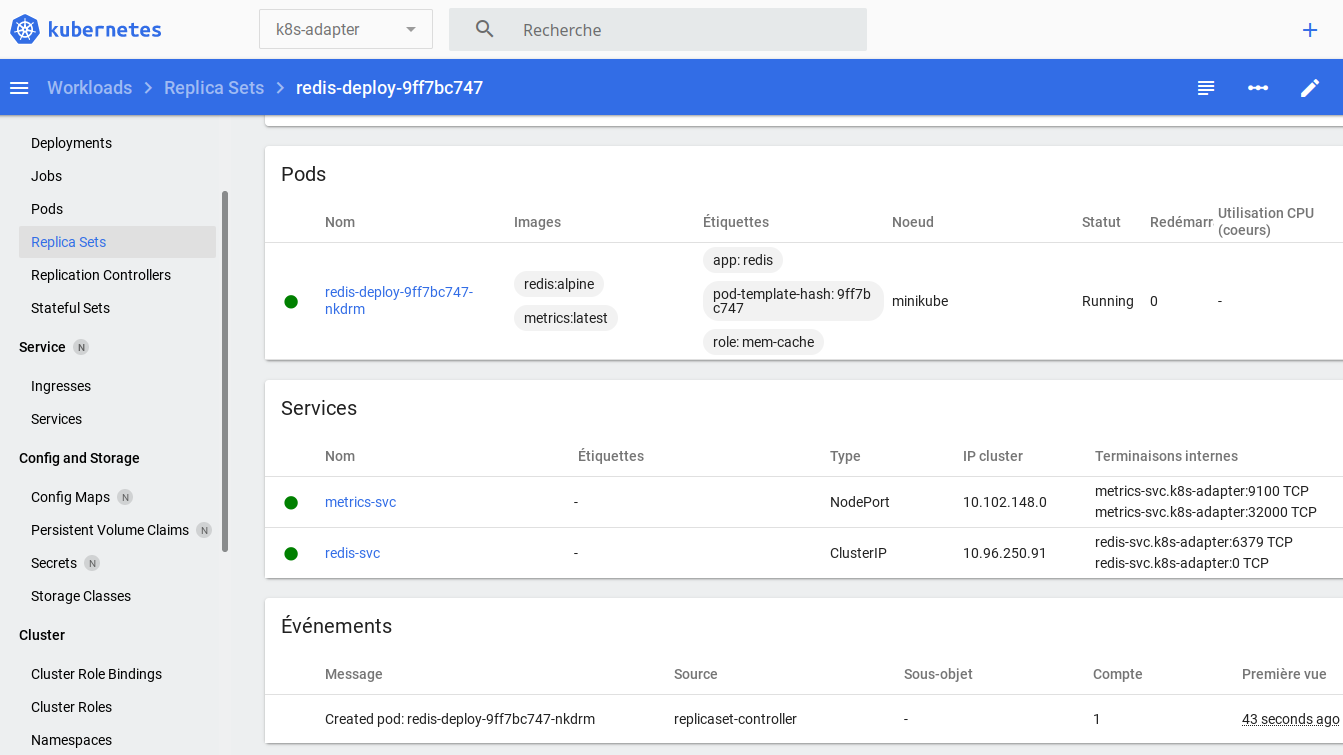 kubernetes
k8s-adapter
Recherche
Workloads
Replica Sets
redis-deploy-9ff7bc747
Deployments
Jobs
Pods
Replica Sets
Replication Controllers
Stateful Sets
Service N
Ingresses
Services
Config and Storage
Config Maps N
Persistent Volume Claims N
Secrets N
Storage Classes
Cluster
Cluster Role Bindings
Cluster Roles
Namespaces
Pods
Nom Images Étiquettes Noeud Statut Redémarr Utilisation CPU
(coeurs)
redis-deploy-9ff7bc747-
nkdrm
redis:alpine
metrics:latest
app: redis
pod-template-hash: 9ff7b
c747
role: mem-cache
minikube
Running
0
-
Services
Nom Étiquettes Type IP cluster Terminaisons internes
metrics-svc - NodePort 10.102.148.0 metrics-svc.k8s-adapter:9100 TCP
metrics-svc.k8s-adapter:32000 TCP
redis-svc - ClusterIP 10.96.250.91 redis-svc.k8s-adapter:6379 TCP
redis-svc.k8s-adapter:0 TCP
Événements
Message Source Sous-objet Compte Première vue
Created pod: redis-deploy-9ff7bc747-nkdrm replicaset-controller - 1 43 seconds ago